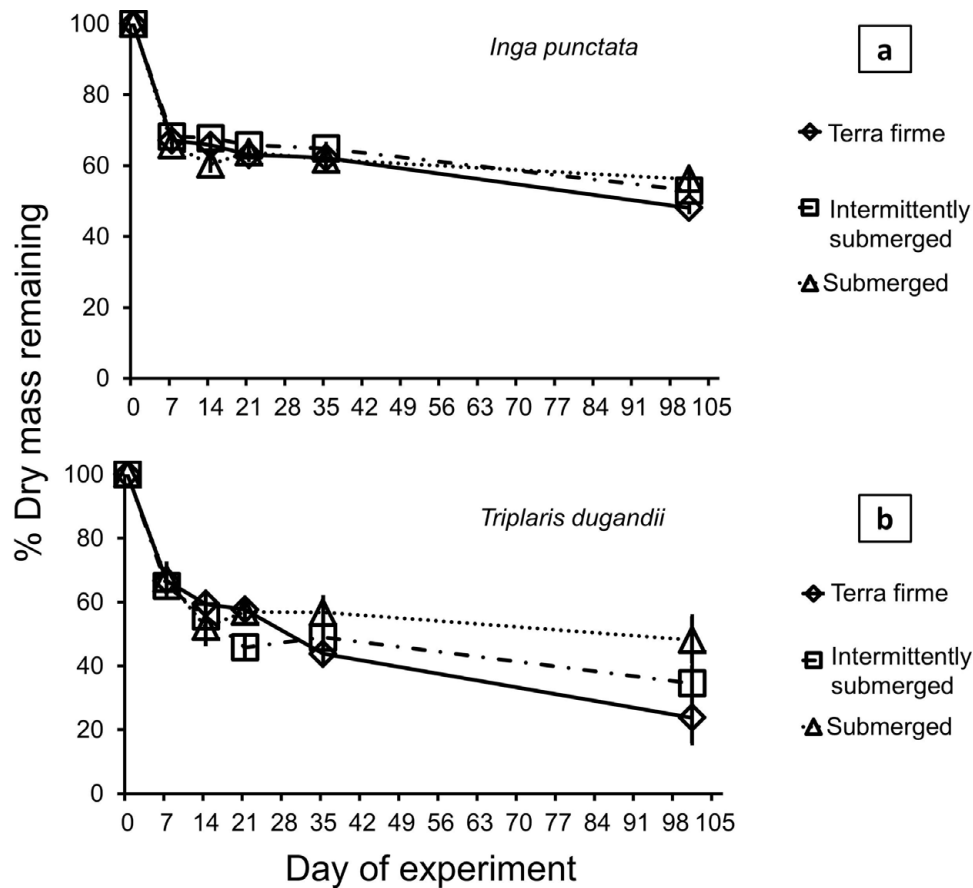 100
80
60
40
20
0
Inga punctata
a
Terra firme
Intermittently
submerged
Submerged
0 7 14 21 28 35 42 49 56 63 70 77 84 91 98 105
% Dry mass remaining
100
80
60
40
20
0
Triplaris dugandii
b
Terra firme
Intermittently
submerged
Submerged
0 7 14 21 28 35 42 49 56 63 70 77 84 91 98 105
Day of experiment